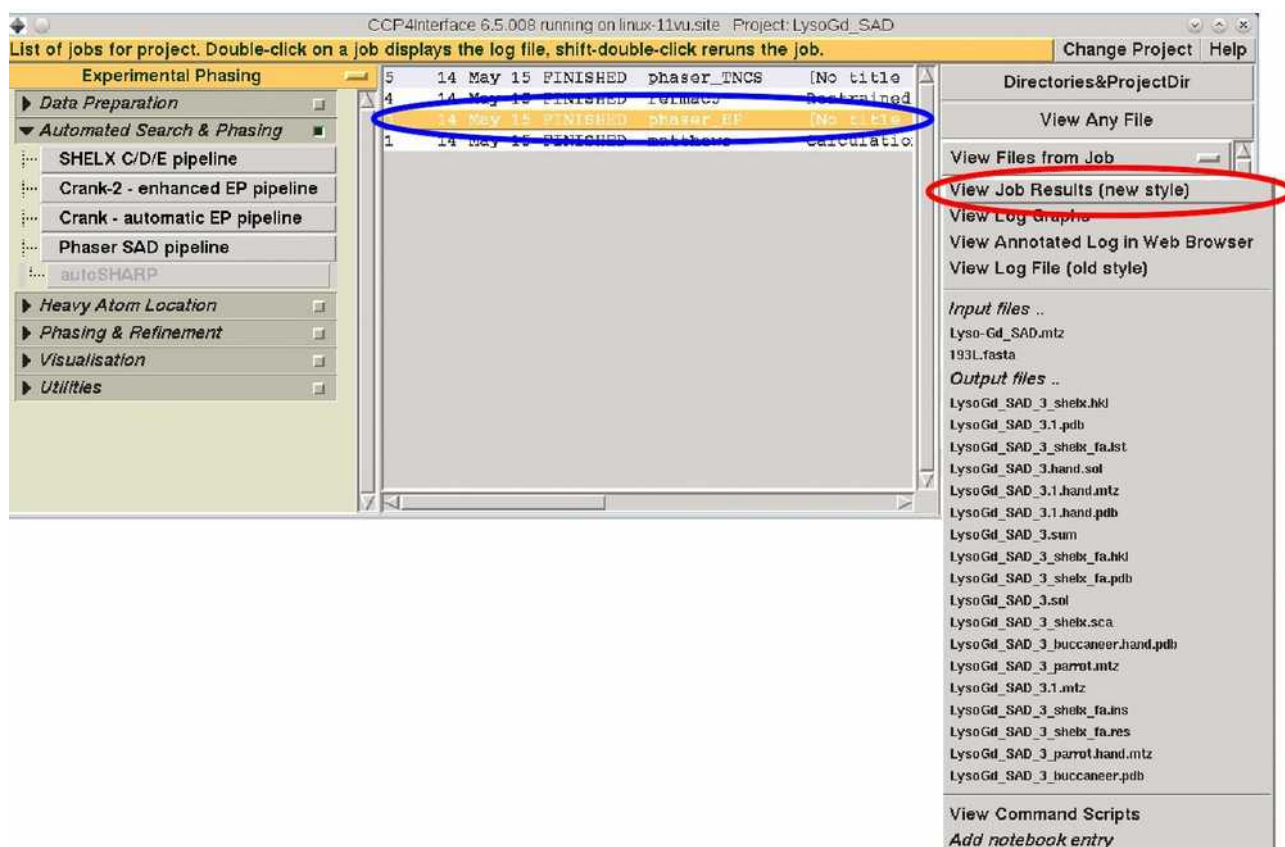 CCP4Interface 6.5.008 running on linux-11vu.site Project: LysoGd_SAD
List of jobs for project. Double-click on a job displays the log file, shift-double-click reruns the job.
Change Project Help
Experimental Phasing
Data Preparation
Automated Search & Phasing
SHELX C/D/E pipeline
Crank-2 - enhanced EP pipeline
Crank - automatic EP pipeline
Phaser SAD pipeline
autoSHARP
Heavy Atom Location
Phasing & Refinement
Visualisation
Utilities
5 14 May 15 FINISHED phaser_TNCS [No title
4 14 May 15 FINISHED refmac5 Restrained
14 May 15 FINISHED phaser_EP [No title
1 14 May 15 FINISHED matthews Calculatio
Directories&ProjectDir
View Any File
View Files from Job
View Job Results (new style)
View Log Graphs
View Annotated Log in Web Browser
View Log File (old style)
Input files ..
Lyso-Gd_SAD.mtz
193L.fasta
Output files ..
LysoGd_SAD_3_shelx.hkl
LysoGd_SAD_3.1.pdb
LysoGd_SAD_3_shelx_fa.lst
LysoGd_SAD_3.hand.sol
LysoGd_SAD_3.1.hand.mtz
LysoGd_SAD_3.1.hand.pdb
LysoGd_SAD_3.sum
LysoGd_SAD_3_shelx_fa.hkl
LysoGd_SAD_3_shelx_fa.pdb
LysoGd_SAD_3.sol
LysoGd_SAD_3_shelx.sca
LysoGd_SAD_3_buccaneer.hand.pdb
LysoGd_SAD_3_parrot.mtz
LysoGd_SAD_3.1.mtz
LysoGd_SAD_3_shelx_fa.ins
LysoGd_SAD_3_shelx_fa.res
LysoGd_SAD_3_parrot.hand.mtz
LysoGd_SAD_3_buccaneer.pdb
View Command Scripts
Add notebook entry